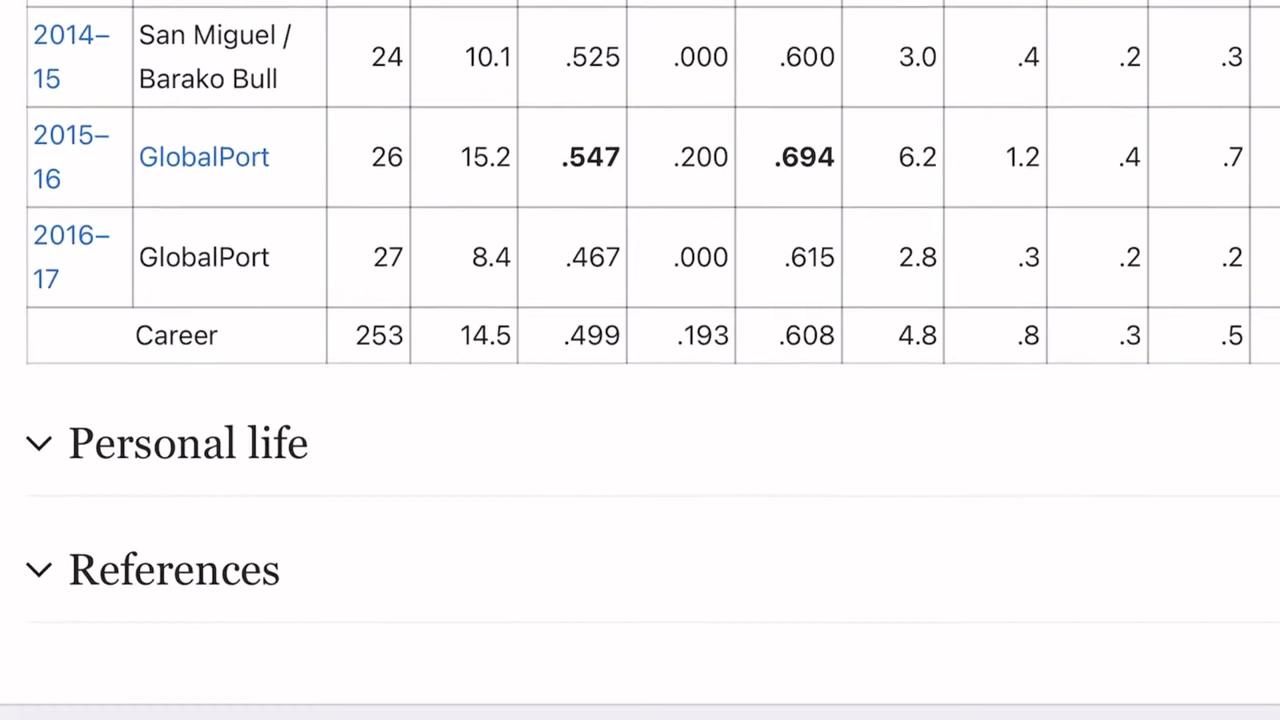 2014–15 San Miguel / Barako Bull 24 10.1 .525 .000 .600 3.0 .4 .2 .3
2015–16 GlobalPort 26 15.2 .547 .200 .694 6.2 1.2 .4 .7
2016–17 GlobalPort 27 8.4 .467 .000 .615 2.8 .3 .2 .2
Career 253 14.5 .499 .193 .608 4.8 .8 .3 .5
Personal life
References